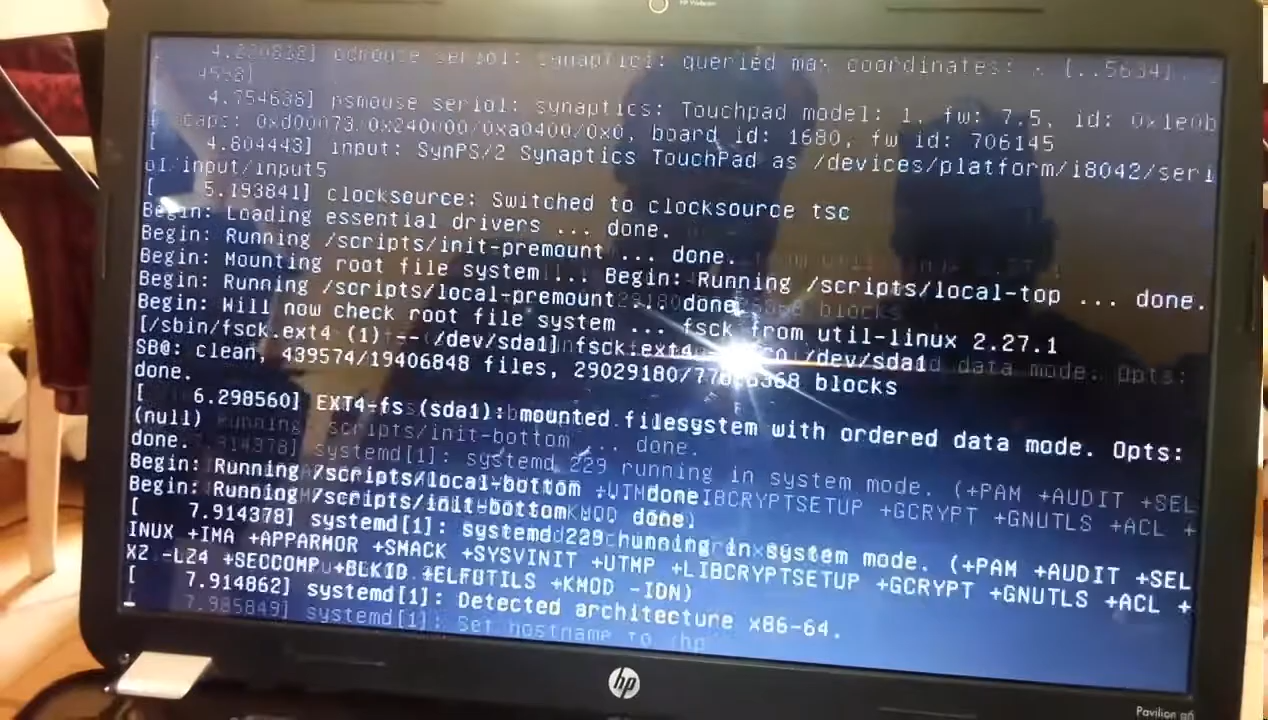 serio1: synaptics: queried max coordinates: x [..5634],
4.754636] psmouse serio1: synaptics: Touchpad model: 1, fw: 7.5, id: 0x1e0b
caps: 0xd00073/0x240000/0xa0400/0x0, board id: 1680, fw id: 706145
[ 4.804443] input: SynPS/2 Synaptics TouchPad as /devices/platform/i8042/seri
o1/input/input5
[ 5.193841] clocksource: Switched to clocksource tsc
Begin: Loading essential drivers ... done.
Begin: Running /scripts/init-premount ... done.
Begin: Mounting root file system ... Begin: Running /scripts/local-top ... done.
Begin: Running /scripts/local-premount ... done.
Begin: Will now check root file system ... fsck from util-linux 2.27.1
[/sbin/fsck.ext4 (1) -- /dev/sda1] fsck.ext4 /dev/sda1
clean, 439574/19406848 files, blocks
done.
[ 6.298560] EXT4-fs (sda1): mounted filesystem with ordered data mode. Opts:
(null)
done.
Begin: Running /scripts/local-bottom ... done.
Begin: Running /scripts/init-bottom ... done.
[ 7.914378] systemd[1]: systemd 229 running in system mode. (+PAM +AUDIT +SEL
INUX +IMA +APPARMOR +SMACK +SYSVINIT +UTMP +LIBCRYPTSETUP +GCRYPT +GNUTLS +ACL +
XZ -LZ4 +SECCOMP +BLKID +ELFUTILS +KMOD -IDN)
[ 7.914862] systemd[1]: Detected architecture x86-64.
7.985849] systemd[1]: Set hostname to
hp
Pavilion g6